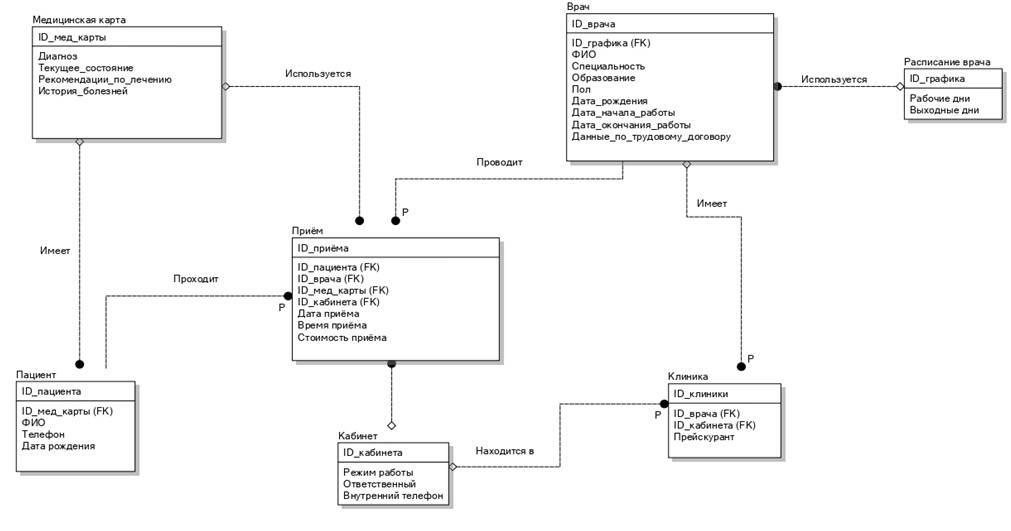 Медицинская карта
ID_мед_карты
Диагноз
Текущее_состояние
Рекомендации_по_лечению
История_болезней
Используется
Врач
ID_врача
ID_графика (FK)
ФИО
Специальность
Образование
Пол
Дата_рождения
Дата_начала_работы
Дата_окончания_работы
Данные_по_трудовому_договору
Используется
Расписание врача
ID_графика
Рабочие дни
Выходные дни
Проводит
P
Имеет
Имеет
Проходит
P
Приём
ID_приёма
ID_пациента (FK)
ID_врача (FK)
ID_мед_карты (FK)
ID_кабинета (FK)
Дата приёма
Время приёма
Стоимость приёма
P
Пациент
ID_пациента
ID_мед_карты (FK)
ФИО
Телефон
Дата рождения
Клиника
ID_клиники
ID_врача (FK)
ID_кабинета (FK)
Прейскурант
P
Находится в
Кабинет
ID_кабинета
Режим работы
Ответственный
Внутренний телефон